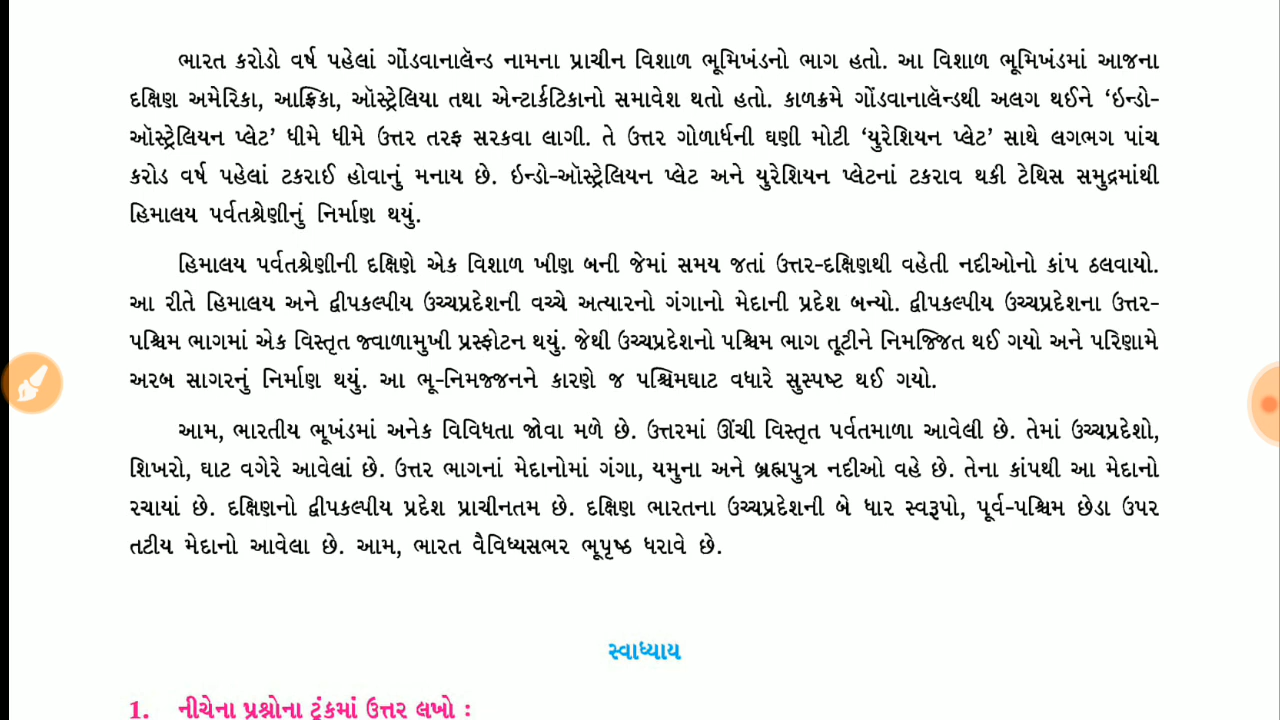 ભારત કરોડો વર્ષ પહેલાં ગોંડવાનાલૅન્ડ નામના પ્રાચીન વિશાળ ભૂમિખંડનો ભાગ હતો. આ વિશાળ ભૂમિખંડમાં આજના
દક્ષિણ અમેરિકા, આફ્રિકા, ઑસ્ટ્રેલિયા તથા એન્ટાર્કટિકાનો સમાવેશ થતો હતો. કાળક્રમે ગોંડવાનાલૅન્ડથી અલગ થઈને ‘ઇન્ડો-
ઑસ્ટ્રેલિયન પ્લેટ’ ધીમે ધીમે ઉત્તર તરફ સરકવા લાગી. તે ઉત્તર ગોળાર્ધની ઘણી મોટી ‘યુરેશિયન પ્લેટ’ સાથે લગભગ પાંચ
કરોડ વર્ષ પહેલાં ટકરાઈ હોવાનું મનાય છે. ઇન્ડો-ઑસ્ટ્રેલિયન પ્લેટ અને યુરેશિયન પ્લેટનાં ટકરાવ થકી ટેથિસ સમુદ્રમાંથી
હિમાલય પર્વતશ્રેણીનું નિર્માણ થયું.
હિમાલય પર્વતશ્રેણીની દક્ષિણે એક વિશાળ ખીણ બની જેમાં સમય જતાં ઉત્તર-દક્ષિણથી વહેતી નદીઓનો કાંપ ઠલવાયો.
આ રીતે હિમાલય અને દ્વીપકલ્પીય ઉચ્ચપ્રદેશની વચ્ચે અત્યારનો ગંગાનો મેદાની પ્રદેશ બન્યો. દ્વીપકલ્પીય ઉચ્ચપ્રદેશના ઉત્તર-
પશ્ચિમ ભાગમાં એક વિસ્તૃત જ્વાળામુખી પ્રસ્ફોટન થયું. જેથી ઉચ્ચપ્રદેશનો પશ્ચિમ ભાગ તૂટીને નિમજ્જિત થઈ ગયો અને પરિણામે
અરબ સાગરનું નિર્માણ થયું. આ ભૂ-નિમજ્જનને કારણે જ પશ્ચિમઘાટ વધારે સુસ્પષ્ટ થઈ ગયો.
આમ, ભારતીય ભૂખંડમાં અનેક વિવિધતા જોવા મળે છે. ઉત્તરમાં ઊંચી વિસ્તૃત પર્વતમાળા આવેલી છે. તેમાં ઉચ્ચપ્રદેશો,
શિખરો, ઘાટ વગેરે આવેલાં છે. ઉત્તર ભાગનાં મેદાનોમાં ગંગા, યમુના અને બ્રહ્મપુત્ર નદીઓ વહે છે. તેના કાંપથી આ મેદાનો
રચાયાં છે. દક્ષિણનો દ્વીપકલ્પીય પ્રદેશ પ્રાચીનતમ છે. દક્ષિણ ભારતના ઉચ્ચપ્રદેશની બે ધાર સ્વરૂપો, પૂર્વ-પશ્ચિમ છેડા ઉપર
તટીય મેદાનો આવેલા છે. આમ, ભારત વૈવિધ્યસભર ભૂપૃષ્ઠ ધરાવે છે.
સ્વાધ્યાય
1. નીચેના પ્રશ્નોના ટૂંકમાં ઉત્તર લખો :